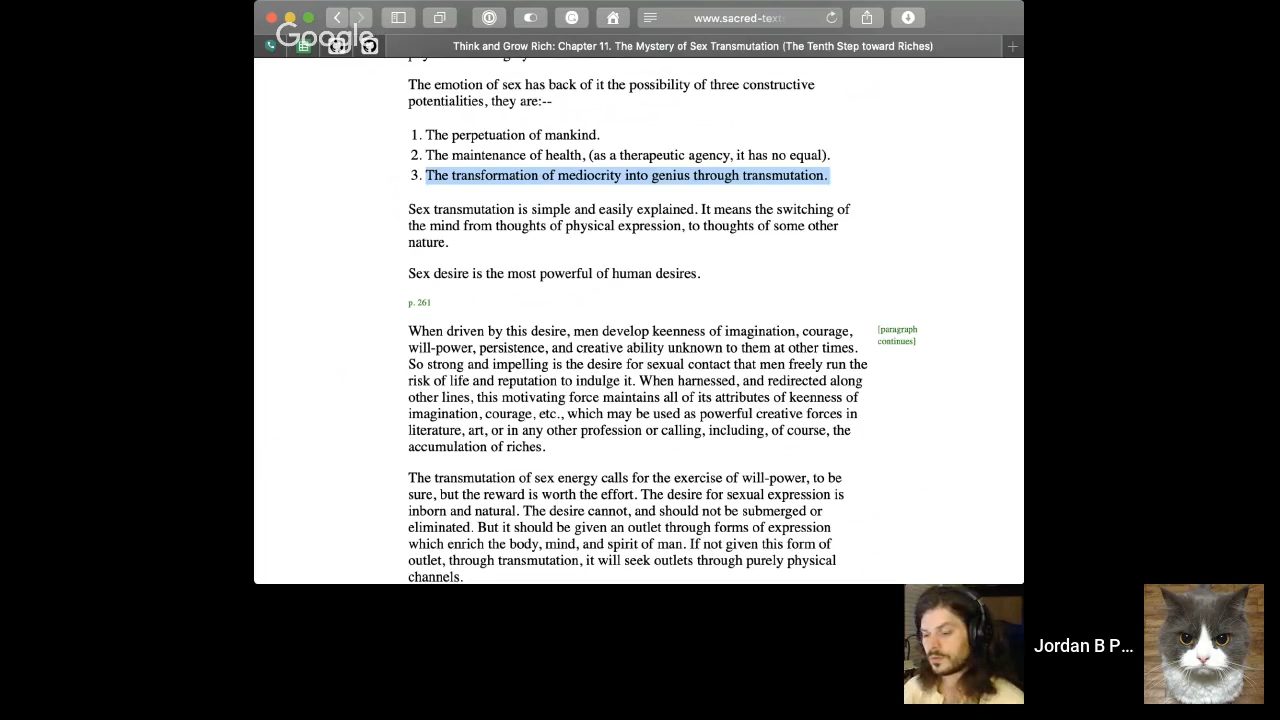 www.sacred-text
Google
Think and Grow Rich: Chapter 11. The Mystery of Sex Transmutation (The Tenth Step toward Riches)
The emotion of sex has back of it the possibility of three constructive
potentialities, they are:--
1. The perpetuation of mankind.
2. The maintenance of health, (as a therapeutic agency, it has no equal).
3. The transformation of mediocrity into genius through transmutation.
Sex transmutation is simple and easily explained. It means the switching of
the mind from thoughts of physical expression, to thoughts of some other
nature.
Sex desire is the most powerful of human desires.
p. 261
When driven by this desire, men develop keenness of imagination, courage,
will-power, persistence, and creative ability unknown to them at other times.
So strong and impelling is the desire for sexual contact that men freely run the
risk of life and reputation to indulge it. When harnessed, and redirected along
other lines, this motivating force maintains all of its attributes of keenness of
imagination, courage, etc., which may be used as powerful creative forces in
literature, art, or in any other profession or calling, including, of course, the
accumulation of riches.
[paragraph
continues]
The transmutation of sex energy calls for the exercise of will-power, to be
sure, but the reward is worth the effort. The desire for sexual expression is
inborn and natural. The desire cannot, and should not be submerged or
eliminated. But it should be given an outlet through forms of expression
which enrich the body, mind, and spirit of man. If not given this form of
outlet, through transmutation, it will seek outlets through purely physical
channels.
Jordan B P...